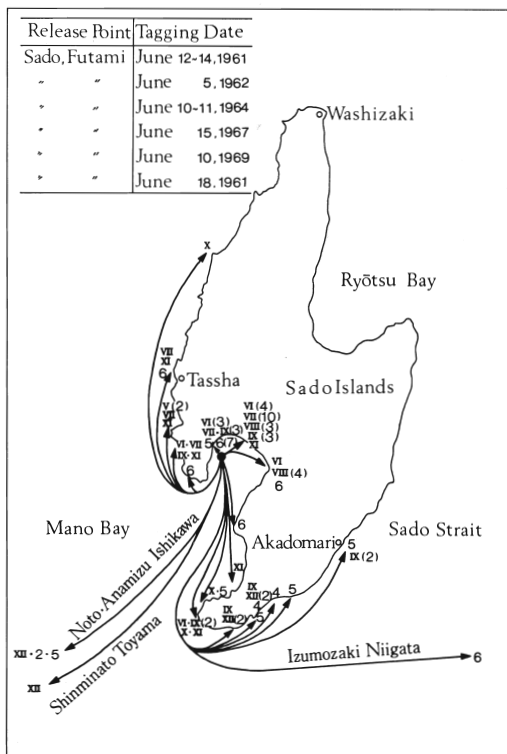 Release Point Tagging Date
Sado, Futami June 12-14, 1961
〃 〃 June 5, 1962
〃 〃 June 10-11, 1964
〃 〃 June 15, 1967
〃 〃 June 10, 1969
〃 〃 June 18, 1961
Washizaki
X
Ryōtsu Bay
VII
XI
6
Tassha
Sado Islands
V(2)
VII
XI
VI(3)
VII·IX(3)
5 6(7)
VI(4)
VII(10)
VIII(3)
IX(3)
XI
VI·VII
IX·XI
6
VI
VIII(4)
6
6
Mano Bay
Noto·Anamizu Ishikawa
Akadomari
Sado Strait
5
IX(2)
XI
X·5
IX
XII(2)4
5
IX
XII(2)
4
5
VI·IX(2)
X·XI
XII·2·5
XII
Shinminato Toyama
Izumozaki Niigata
6